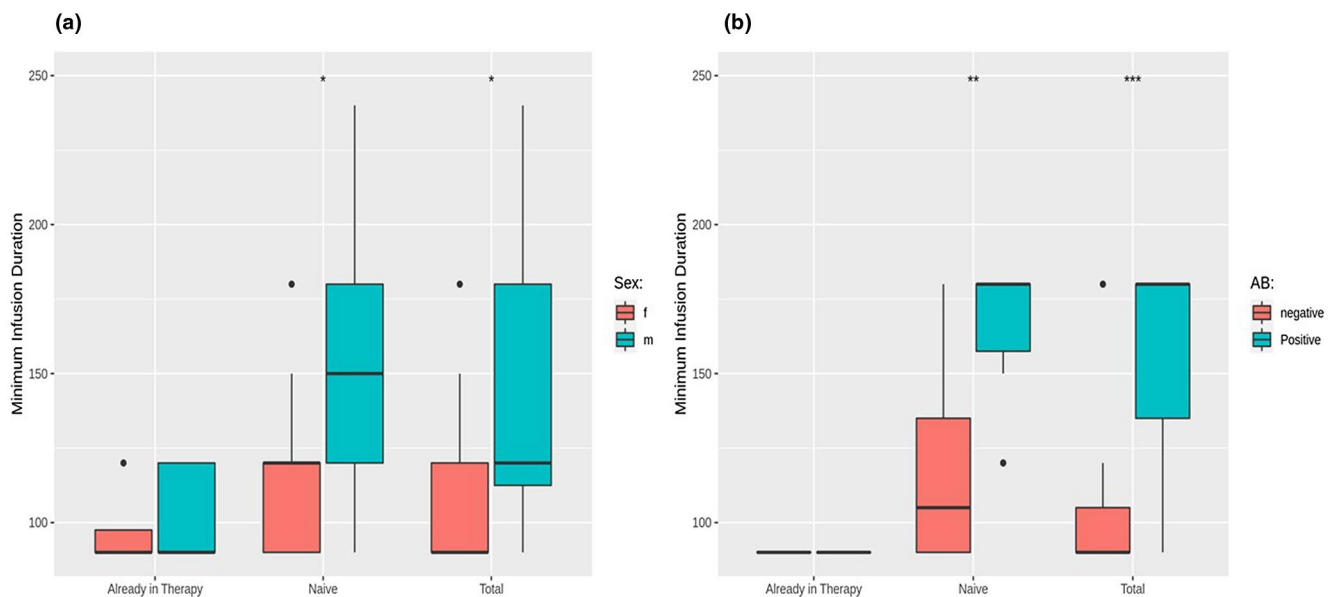 (a)
250
200
150
100
Minimum Infusion Duration
* *
Already in Therapy Naive Total
Sex:
f
m
(b)
250
200
150
100
Minimum Infusion Duration
** ***
Already in Therapy Naive Total
AB:
negative
Positive